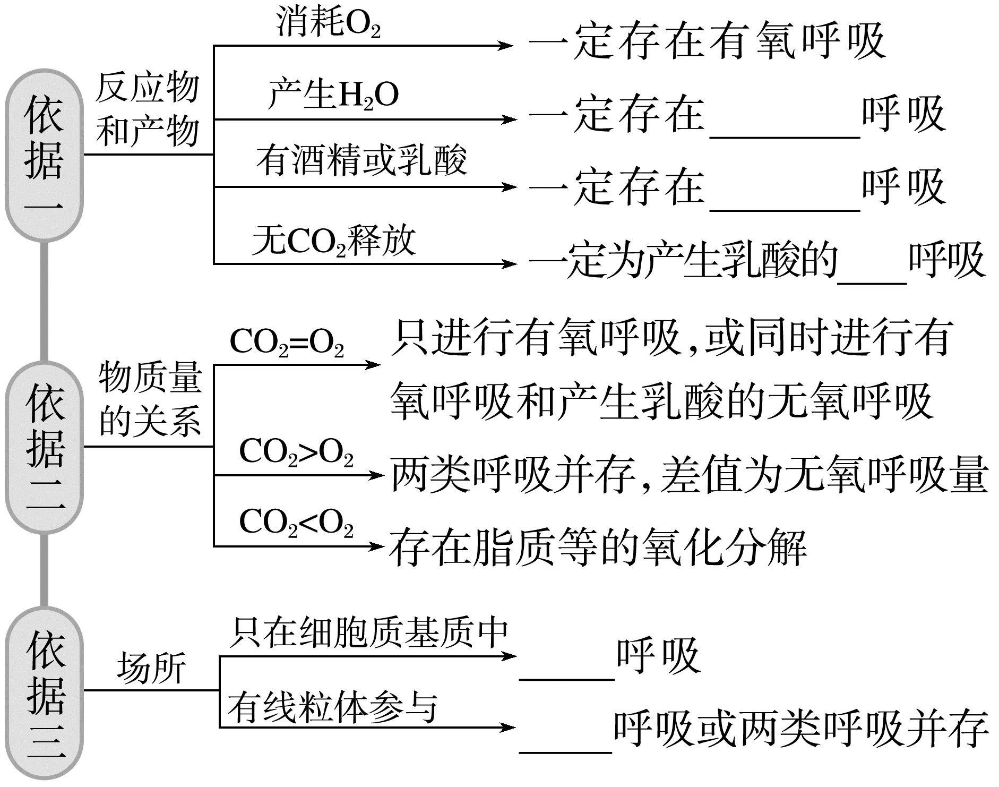 依据一
反应物
和产物
消耗O₂
一定存在有氧呼吸
产生H₂O
一定存在________呼吸
有酒精或乳酸
一定存在________呼吸
无CO₂释放
一定为产生乳酸的____呼吸
依据二
物质量
的关系
CO₂=O₂
只进行有氧呼吸,或同时进行有
氧呼吸和产生乳酸的无氧呼吸
CO₂>O₂
两类呼吸并存,差值为无氧呼吸量
CO₂<O₂
存在脂质等的氧化分解
依据三
场所
只在细胞质基质中
_____呼吸
有线粒体参与
_____呼吸或两类呼吸并存